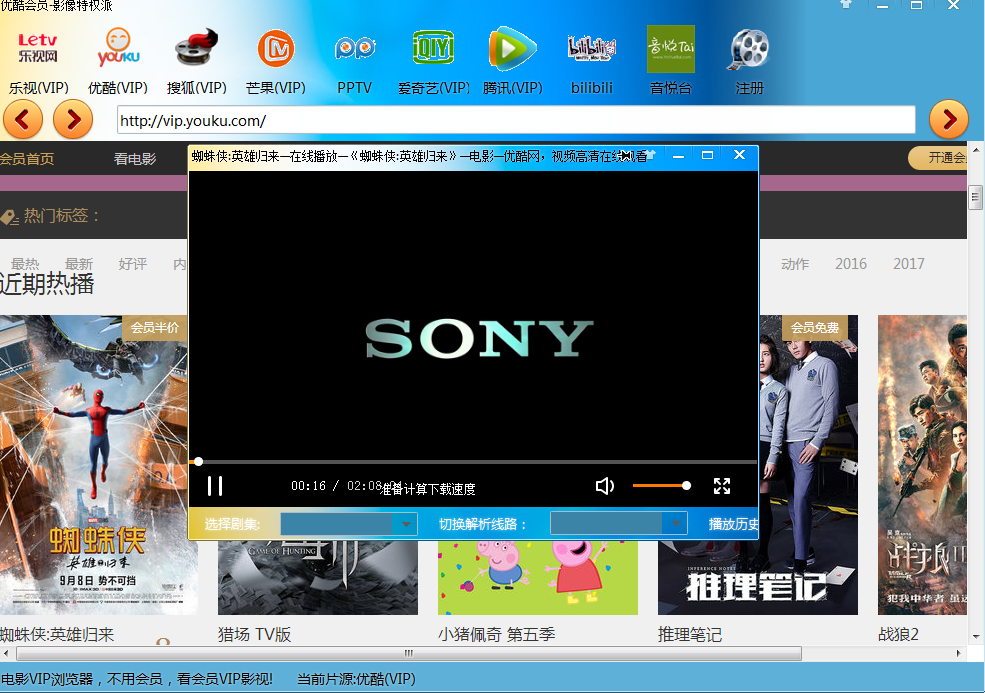 优酷会员-影像特权派
Letv
乐视网
YOUKU
QIY
bilibili
音悦Tai
乐视(VIP) 优酷(VIP) 搜狐(VIP) 芒果(VIP) PPTV 爱奇艺(VIP) 腾讯(VIP) bilibili 音悦台 注册
http://vip.youku.com/
会员首页 看电影 开通会
蜘蛛侠:英雄归来—在线播放—《蜘蛛侠:英雄归来》—电影—优酷网，视频高清在线观看
热门标签：
最热 最新 好评 内 动作 2016 2017
近期热播
会员半价
会员免费
SONY
00:16 / 02:08
准备计算下载速度
选择剧集: 切换解析线路： 播放历史
蜘蛛侠
英雄归来
9月8日 势不可挡
GAME OF HUNTING
推理笔记
战狼
蜘蛛侠:英雄归来 猎场 TV版 小猪佩奇 第五季 推理笔记 战狼2
电影VIP浏览器，不用会员，看会员VIP影视! 当前片源:优酷(VIP)